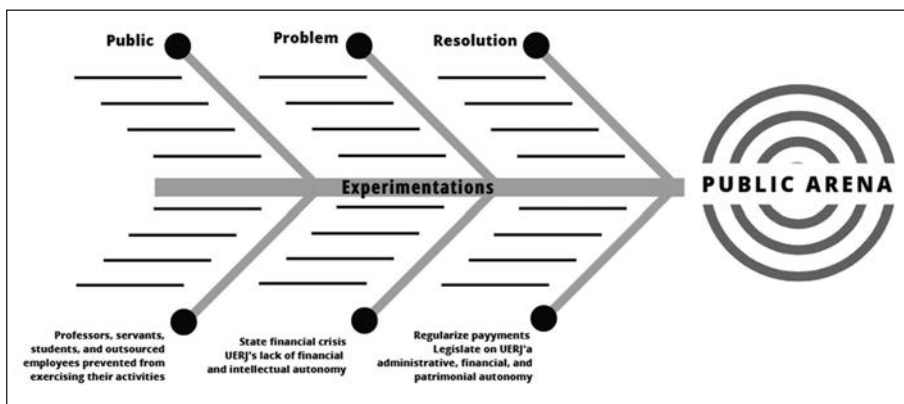 Public
Problem
Resolution
Experimentations
PUBLIC ARENA
Professors, servants,
students, and outsourced
employees prevented from
exercising their activities
State financial crisis
UERJ's lack of financial
and intellectual autonomy
Regularize payyments
Legislate on UERJ'a
administrative, financial, and
patrimonial autonomy